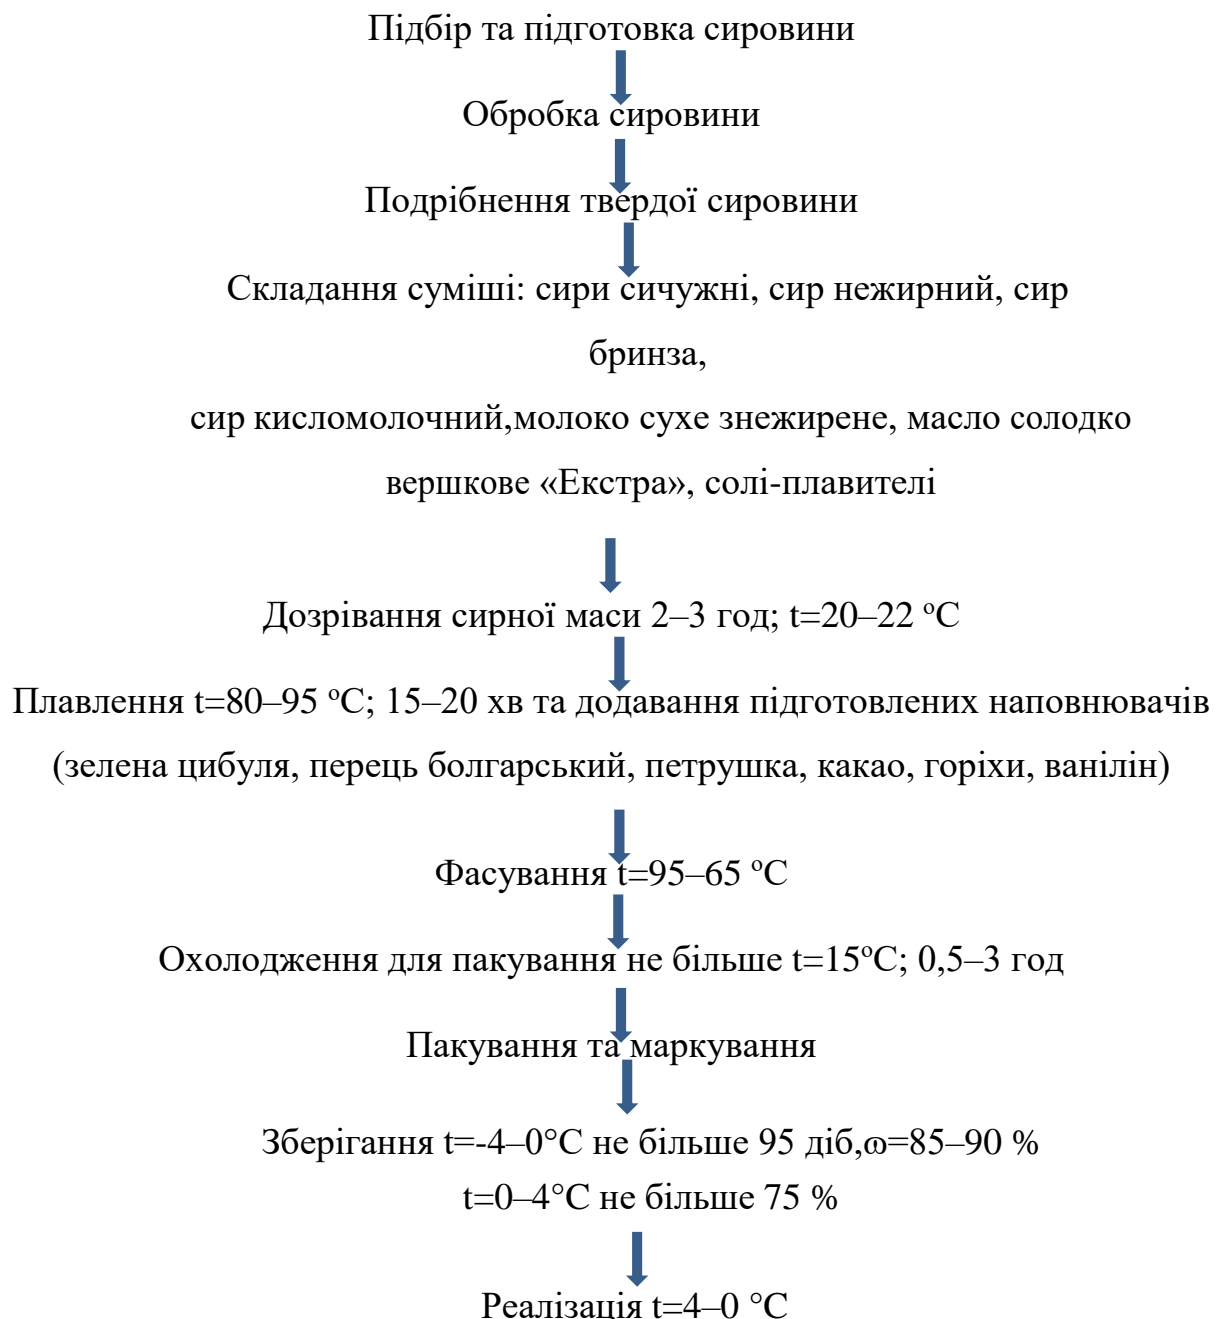 Підбір та підготовка сировини
Обробка сировини
Подрібнення твердої сировини
Складання суміші: сири сичужні, сир нежирний, сир
бринза,
сир кисломолочний,молоко сухе знежирене, масло солодко
вершкове «Екстра», солі-плавителі
Дозрівання сирної маси 2–3 год; t=20–22 ºС
Плавлення t=80–95 ºС; 15–20 хв та додавання підготовлених наповнювачів
(зелена цибуля, перець болгарський, петрушка, какао, горіхи, ванілін)
Фасування t=95–65 ºС
Охолодження для пакування не більше t=15ºС; 0,5–3 год
Пакування та маркування
Зберігання t=-4–0°С не більше 95 діб,ω=85–90 %
t=0–4°С не більше 75 %
Реалізація t=4–0 °С